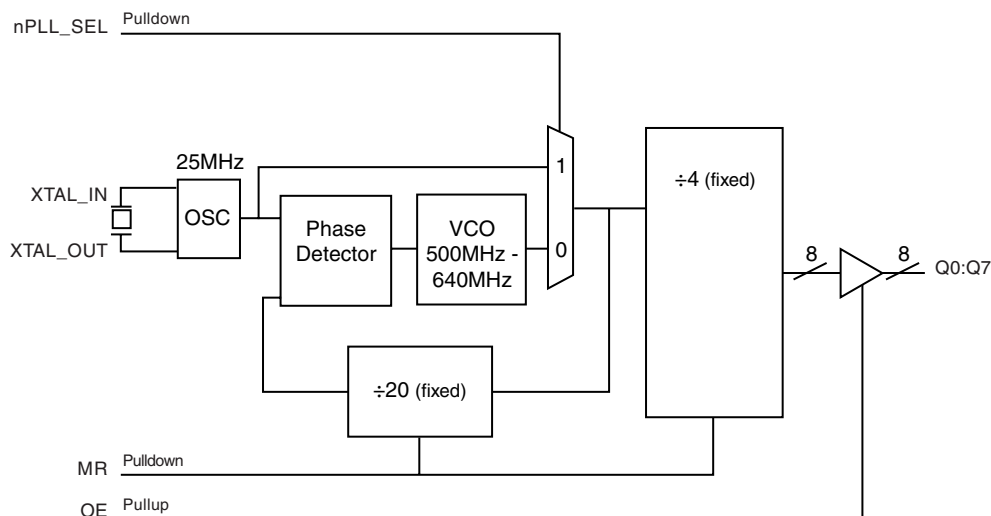 nPLL_SEL Pulldown
25MHz
XTAL_IN
OSC
XTAL_OUT
Phase
Detector
VCO
500MHz -
640MHz
1
0
÷4 (fixed)
8
8
Q0:Q7
÷20 (fixed)
MR Pulldown
OE Pullup